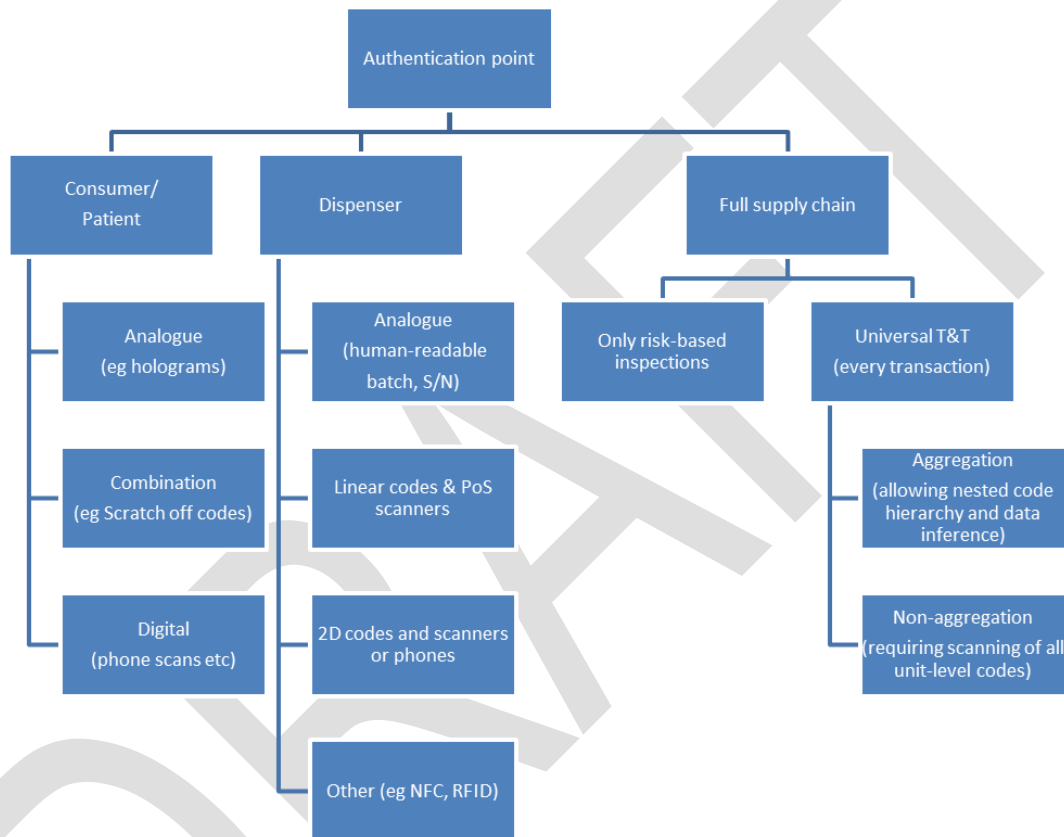 Authentication point
Consumer/
Patient
Dispenser
Full supply chain
Analogue
(eg holograms)
Analogue
(human-readable
batch, S/N)
Only risk-based
inspections
Universal T&T
(every transaction)
Combination
(eg Scratch off codes)
Linear codes & PoS
scanners
Aggregation
(allowing nested code
hierarchy and data
inference)
Digital
(phone scans etc)
2D codes and scanners
or phones
Non-aggregation
(requiring scanning of all
unit-level codes)
Other (eg NFC, RFID)
DRAFT